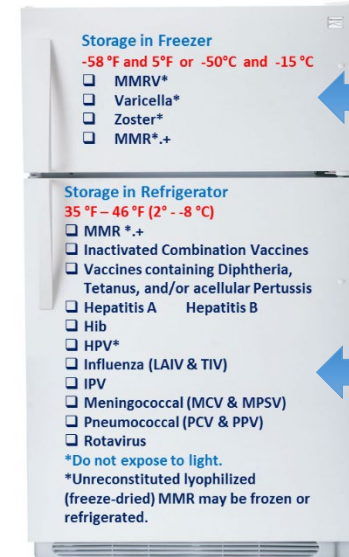 Storage in Freezer
-58 °F and 5°F or -50°C and -15 °C
❑ MMRV*
❑ Varicella*
❑ Zoster*
❑ MMR*.+
Storage in Refrigerator
35 °F – 46 °F (2° - -8 °C)
❑ MMR *.+
❑ Inactivated Combination Vaccines
❑ Vaccines containing Diphtheria,
Tetanus, and/or acellular Pertussis
❑ Hepatitis A Hepatitis B
❑ Hib
❑ HPV*
❑ Influenza (LAIV & TIV)
❑ IPV
❑ Meningococcal (MCV & MPSV)
❑ Pneumococcal (PCV & PPV)
❑ Rotavirus
*Do not expose to light.
*Unreconstituted lyophilized
(freeze-dried) MMR may be frozen or
refrigerated.